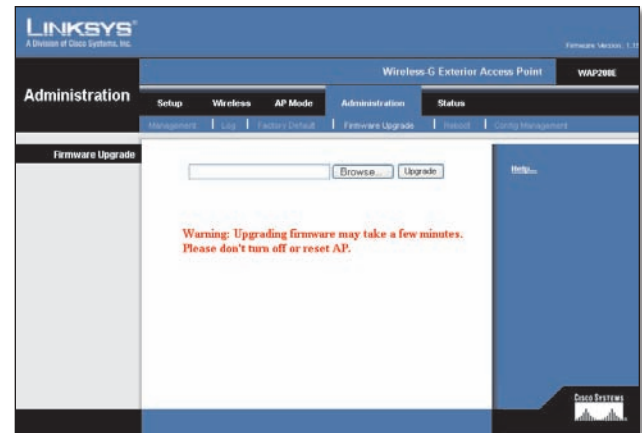 LINKSYS®
A Division of Cisco Systems, Inc.
Firmware Version: 1.
Wireless-G Exterior Access Point
WAP200E
Administration
Setup
Wireless
AP Mode
Administration
Status
Management
Log
Factory Default
Firmware Upgrade
Reboot
Config Management
Firmware Upgrade
Browse...
Upgrade
Help...
Warning: Upgrading firmware may take a few minutes.
Please don't turn off or reset AP.
CISCO SYSTEMS